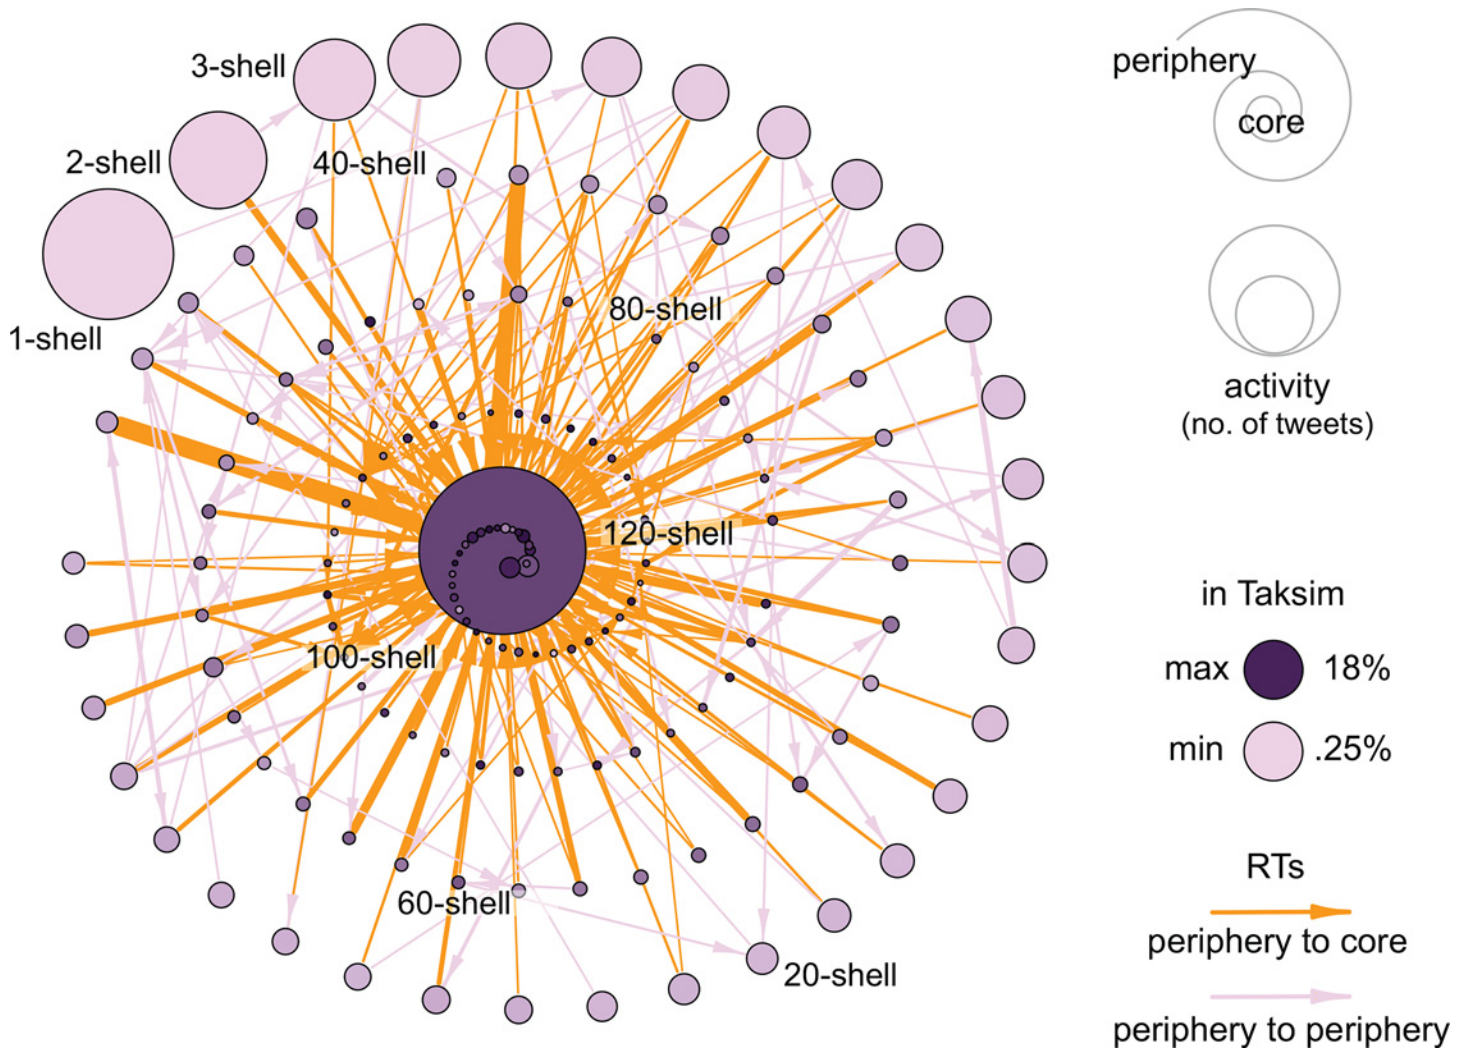 3-shell
2-shell
40-shell
1-shell
80-shell
120-shell
100-shell
60-shell
20-shell
periphery
core
activity
(no. of tweets)
in Taksim
max 18%
min .25%
RTs
periphery to core
periphery to periphery